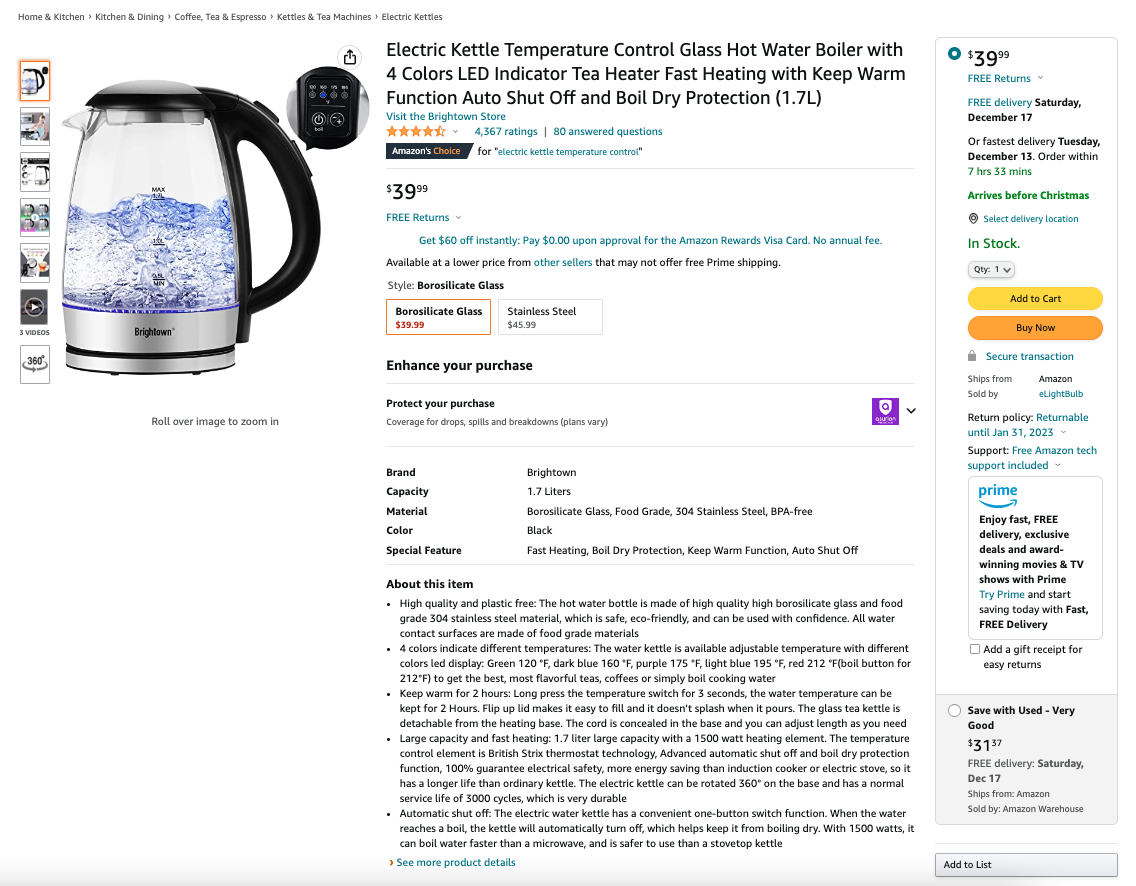 Home & Kitchen › Kitchen & Dining › Coffee, Tea & Espresso › Kettles & Tea Machines › Electric Kettles
MAX
1.7L
1.0L
0.5L
MIN
Brightown
°F
boil
3 VIDEOS
360°
Roll over image to zoom in
Electric Kettle Temperature Control Glass Hot Water Boiler with
4 Colors LED Indicator Tea Heater Fast Heating with Keep Warm
Function Auto Shut Off and Boil Dry Protection (1.7L)
Visit the Brightown Store
4,367 ratings | 80 answered questions
Amazon's Choice for "electric kettle temperature control"
$39.99
FREE Returns
Get $60 off instantly: Pay $0.00 upon approval for the Amazon Rewards Visa Card. No annual fee.
Available at a lower price from other sellers that may not offer free Prime shipping.
Style: Borosilicate Glass
Borosilicate Glass
$39.99
Stainless Steel
$45.99
Enhance your purchase
Protect your purchase
Coverage for drops, spills and breakdowns (plans vary)
asurion
Brand Brightown
Capacity 1.7 Liters
Material Borosilicate Glass, Food Grade, 304 Stainless Steel, BPA-free
Color Black
Special Feature Fast Heating, Boil Dry Protection, Keep Warm Function, Auto Shut Off
About this item
• High quality and plastic free: The hot water bottle is made of high quality high borosilicate glass and food
grade 304 stainless steel material, which is safe, eco-friendly, and can be used with confidence. All water
contact surfaces are made of food grade materials
• 4 colors indicate different temperatures: The water kettle is available adjustable temperature with different
colors led display: Green 120 °F, dark blue 160 °F, purple 175 °F, light blue 195 °F, red 212 °F(boil button for
212°F) to get the best, most flavorful teas, coffees or simply boil cooking water
• Keep warm for 2 hours: Long press the temperature switch for 3 seconds, the water temperature can be
kept for 2 Hours. Flip up lid makes it easy to fill and it doesn't splash when it pours. The glass tea kettle is
detachable from the heating base. The cord is concealed in the base and you can adjust length as you need
• Large capacity and fast heating: 1.7 liter large capacity with a 1500 watt heating element. The temperature
control element is British Strix thermostat technology, Advanced automatic shut off and boil dry protection
function, 100% guarantee electrical safety, more energy saving than induction cooker or electric stove, so it
has a longer life than ordinary kettle. The electric kettle can be rotated 360° on the base and has a normal
service life of 3000 cycles, which is very durable
• Automatic shut off: The electric water kettle has a convenient one-button switch function. When the water
reaches a boil, the kettle will automatically turn off, which helps keep it from boiling dry. With 1500 watts, it
can boil water faster than a microwave, and is safer to use than a stovetop kettle
› See more product details
$39.99
FREE Returns
FREE delivery Saturday,
December 17
Or fastest delivery Tuesday,
December 13. Order within
7 hrs 33 mins
Arrives before Christmas
Select delivery location
In Stock.
Qty: 1
Add to Cart
Buy Now
Secure transaction
Ships from Amazon
Sold by eLightBulb
Return policy: Returnable
until Jan 31, 2023
Support: Free Amazon tech
support included
prime
Enjoy fast, FREE
delivery, exclusive
deals and award-
winning movies & TV
shows with Prime
Try Prime and start
saving today with Fast,
FREE Delivery
Add a gift receipt for
easy returns
Save with Used - Very
Good
$31.37
FREE delivery: Saturday,
Dec 17
Ships from: Amazon
Sold by: Amazon Warehouse
Add to List